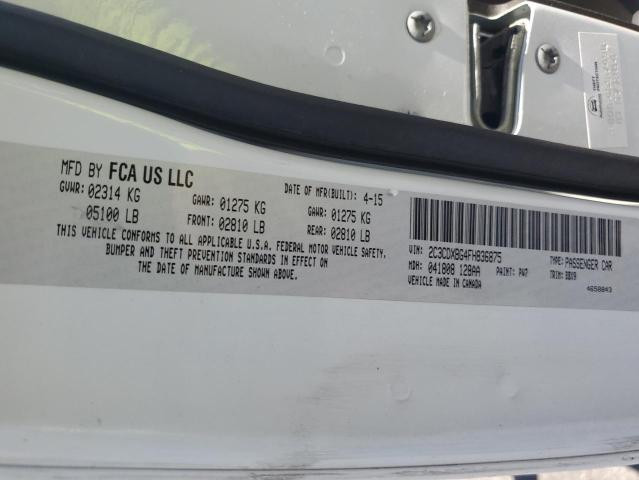 MFD BY FCA US LLC
DATE OF MFR(BUILT): 4-15
GVWR: 02314 KG
GAWR: 01275 KG
GAWR: 01275 KG
05100 LB
FRONT: 02810 LB
REAR: 02810 LB
THIS VEHICLE CONFORMS TO ALL APPLICABLE U.S.A. FEDERAL MOTOR VEHICLE SAFETY,
BUMPER AND THEFT PREVENTION STANDARDS IN EFFECT ON
THE DATE OF MANUFACTURE SHOWN ABOVE.
VIN: 2C3CDXBG4FH836875
TYPE: PASSENGER CAR
MDH: 041808 128AA
PAINT: PW7
TRIM: BBX9
VEHICLE MADE IN CANADA
4658843
THEFT